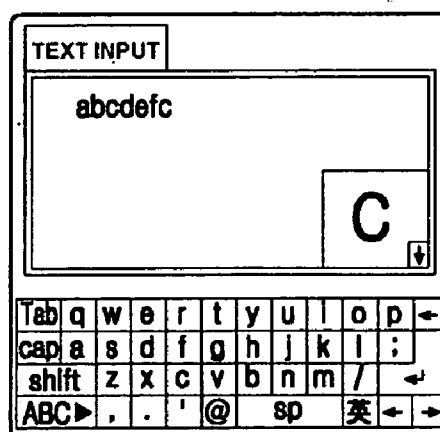 TEXT INPUT
abcdefc
C
Tab q w e r t y u i o p ←
cap a s d f g h j k l ;
shift z x c v b n m / ↵
ABC▶ , . ' @ sp 英 ← →